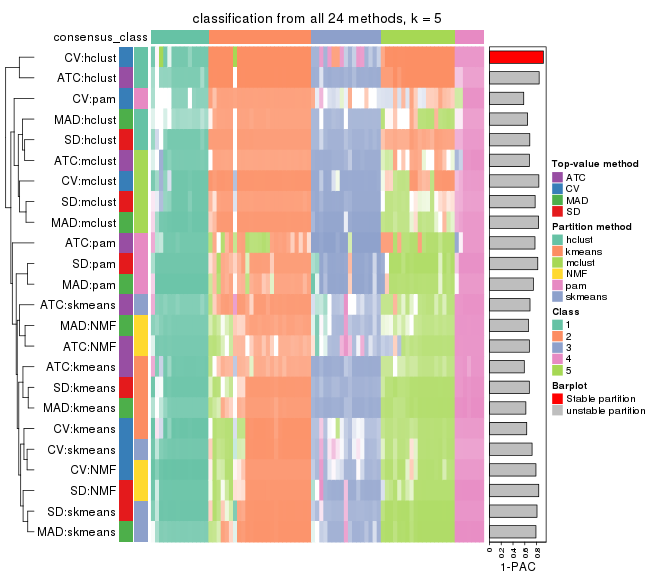 classification from all 24 methods, k = 5
consensus_class
CV:hclust
ATC:hclust
CV:pam
MAD:hclust
SD:hclust
ATC:mclust
CV:mclust
SD:mclust
MAD:mclust
ATC:pam
SD:pam
MAD:pam
ATC:skmeans
MAD:NMF
ATC:NMF
ATC:kmeans
SD:kmeans
MAD:kmeans
CV:kmeans
CV:skmeans
CV:NMF
SD:NMF
SD:skmeans
MAD:skmeans
0 0.2 0.4 0.6 0.8
1-PAC
Top-value method
ATC
CV
MAD
SD
Partition method
hclust
kmeans
mclust
NMF
pam
skmeans
Class
1
2
3
4
5
Barplot
Stable partition
unstable partition